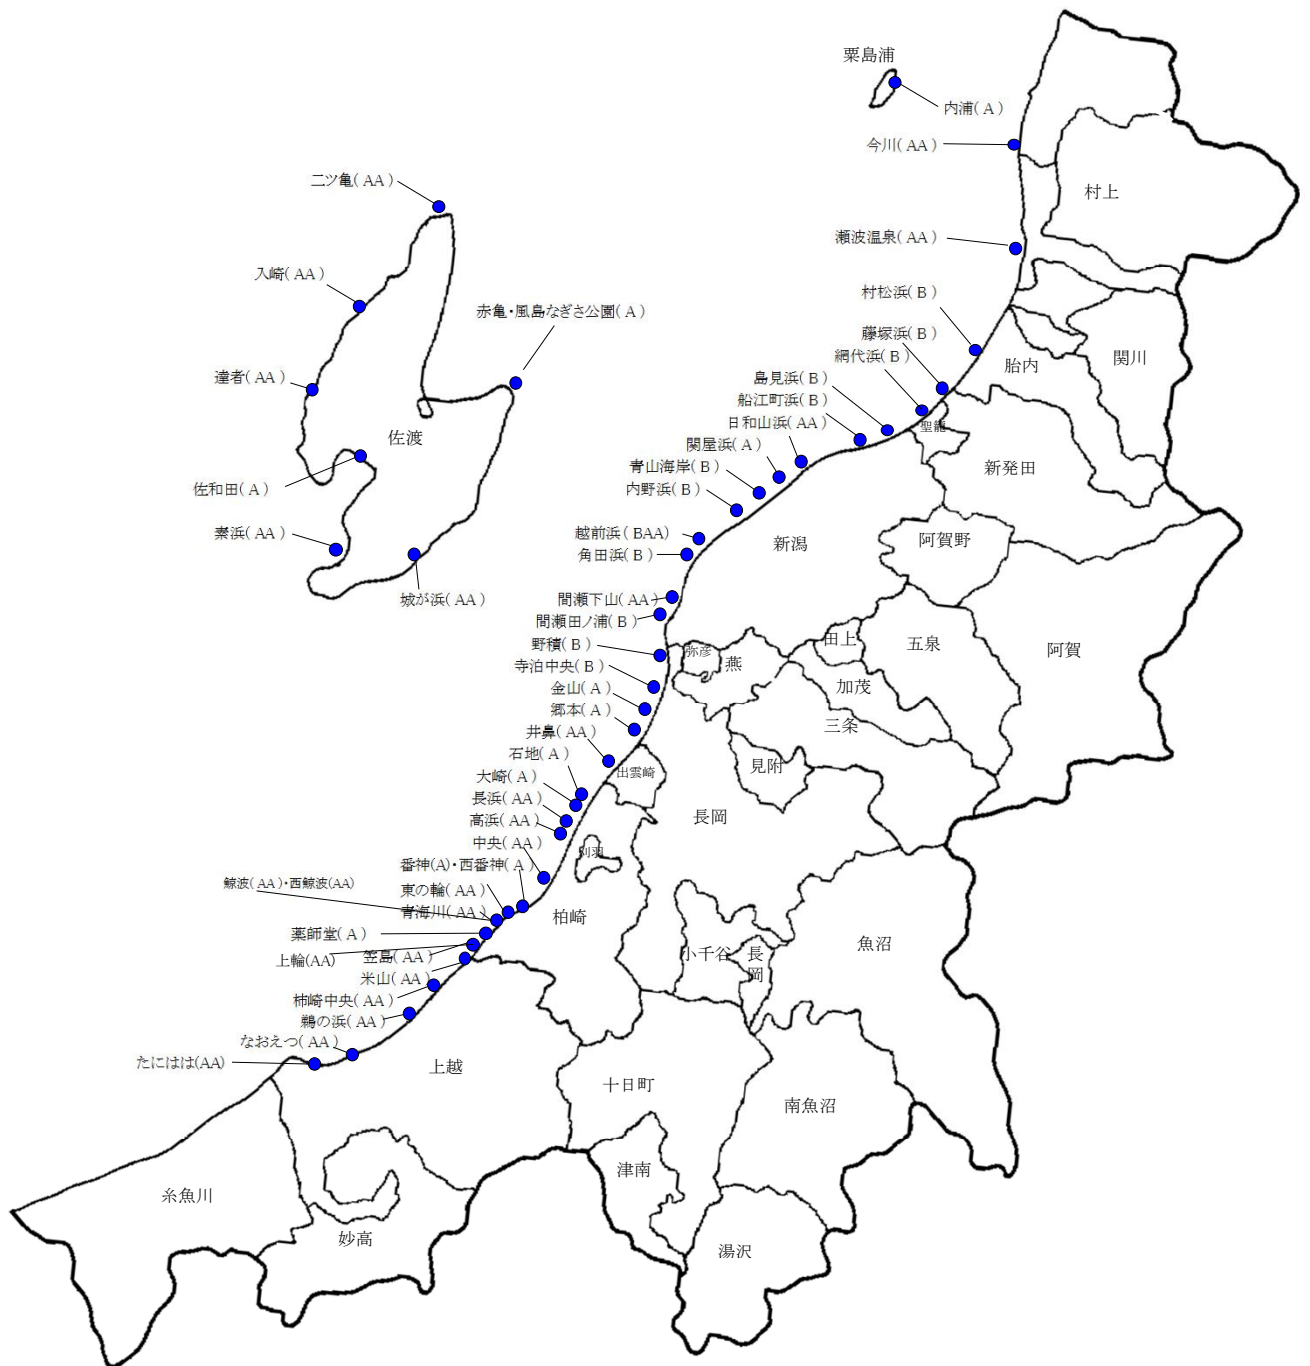 粟島浦
内浦(A)
今川(AA)
村上
二ツ亀(AA)
瀬波温泉(AA)
入崎(AA)
村松浜(B)
赤亀・風島なぎさ公園(A)
藤塚浜(B)
網代浜(B)
胎内
関川
達者(AA)
島見浜(B)
船江町浜(B)
日和山浜(AA)
聖籠
佐渡
関屋浜(A)
青山海岸(B)
新発田
佐和田(A)
内野浜(B)
素浜(AA)
越前浜(BAA)
新潟
阿賀野
角田浜(B)
城が浜(AA)
間瀬下山(AA)
間瀬田ノ浦(B)
野積(B)
弥彦
燕
田上
五泉
阿賀
寺泊中央(B)
金山(A)
加茂
郷本(A)
三条
井鼻(AA)
石地(A)
出雲崎
見附
大崎(A)
長浜(AA)
長岡
高浜(AA)
中央(AA)
刈羽
番神(A)・西番神(A)
鯨波(AA)・西鯨波(AA)
東の輪(AA)
青海川(AA)
柏崎
薬師堂(A)
魚沼
上輪(AA)
笠島(AA)
小千谷
長岡
米山(AA)
柿崎中央(AA)
鵜の浜(AA)
なおえつ(AA)
たにはま(AA)
上越
十日町
南魚沼
津南
糸魚川
妙高
湯沢